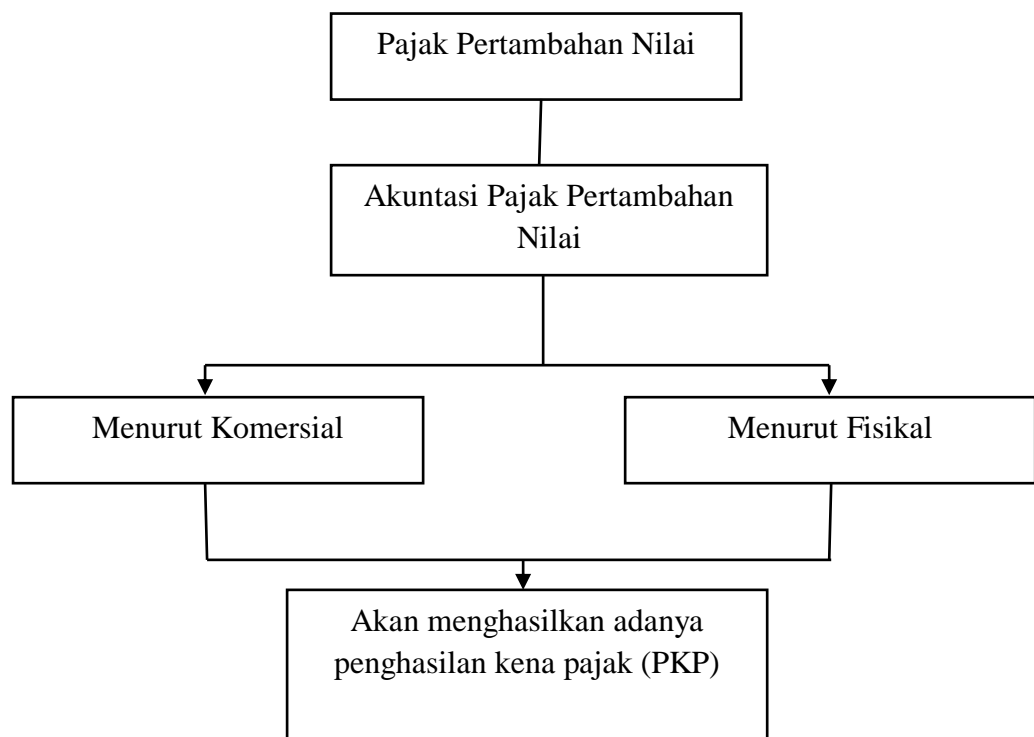 Pajak Pertambahan Nilai
Akuntasi Pajak Pertambahan
Nilai
Menurut Komersial
Menurut Fisikal
Akan menghasilkan adanya
penghasilan kena pajak (PKP)